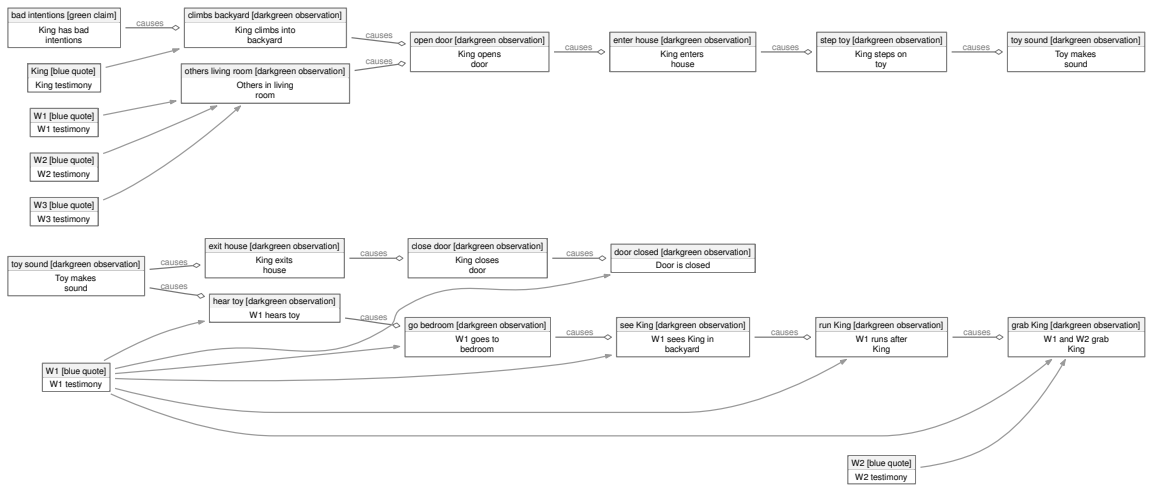 bad intentions [green claim]
King has bad
intentions
causes
climbs backyard [darkgreen observation]
King climbs into
backyard
causes
open door [darkgreen observation]
King opens
door
causes
enter house [darkgreen observation]
King enters
house
causes
step toy [darkgreen observation]
King steps on
toy
causes
toy sound [darkgreen observation]
Toy makes
sound
King [blue quote]
King testimony
others living room [darkgreen observation]
Others in living
room
causes
W1 [blue quote]
W1 testimony
W2 [blue quote]
W2 testimony
W3 [blue quote]
W3 testimony
toy sound [darkgreen observation]
Toy makes
sound
causes
exit house [darkgreen observation]
King exits
house
causes
close door [darkgreen observation]
King closes
door
causes
door closed [darkgreen observation]
Door is closed
causes
hear toy [darkgreen observation]
W1 hears toy
causes
go bedroom [darkgreen observation]
W1 goes to
bedroom
causes
see King [darkgreen observation]
W1 sees King in
backyard
causes
run King [darkgreen observation]
W1 runs after
King
causes
grab King [darkgreen observation]
W1 and W2 grab
King
W1 [blue quote]
W1 testimony
W2 [blue quote]
W2 testimony